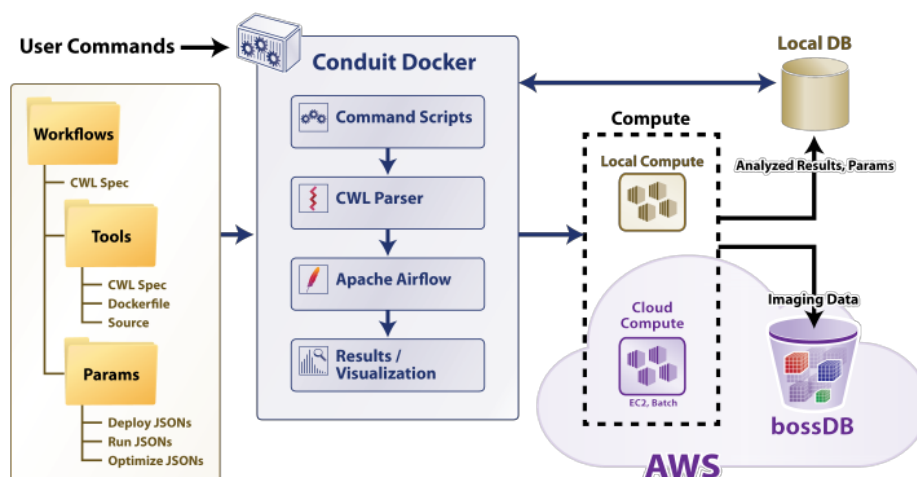 User Commands
Workflows
CWL Spec
Tools
CWL Spec
Dockerfile
Source
Params
Deploy JSONs
Run JSONs
Optimize JSONs
Conduit Docker
Command Scripts
CWL Parser
Apache Airflow
Results /
Visualization
Compute
Local Compute
Cloud
Compute
EC2, Batch
Local DB
Analyzed Results, Params
Imaging Data
bossDB
AWS